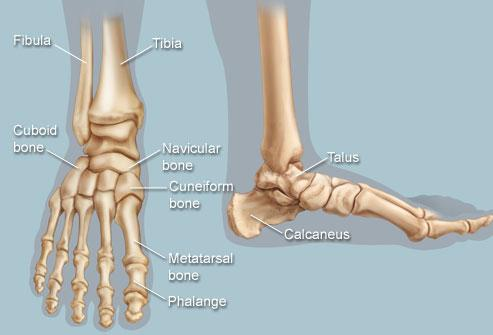 Fibula
Tibia
Cuboid
bone
Navicular
bone
Cuneiform
bone
Metatarsal
bone
Phalange
Talus
Calcaneus